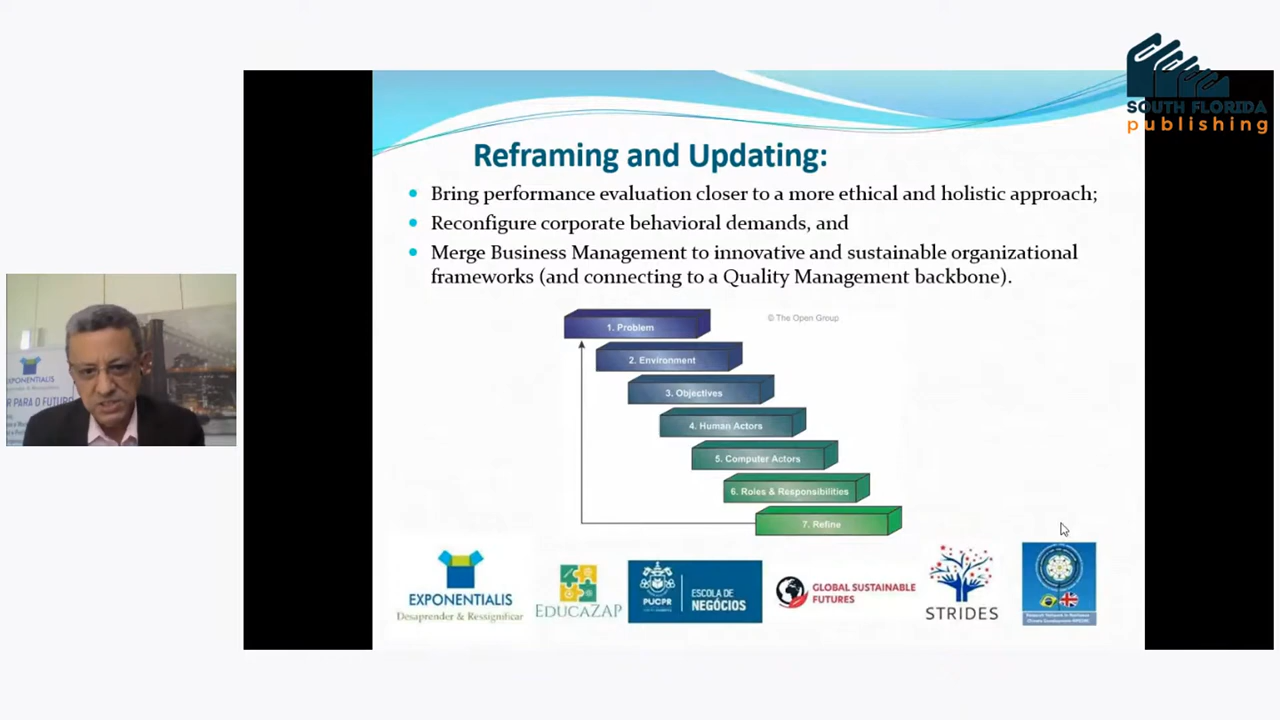 SOUTH FLORIDA
publishing
Reframing and Updating:
Bring performance evaluation closer to a more ethical and holistic approach;
Reconfigure corporate behavioral demands, and
Merge Business Management to innovative and sustainable organizational
frameworks (and connecting to a Quality Management backbone).
© The Open Group
1. Problem
2. Environment
3. Objectives
4. Human Actors
5. Computer Actors
6. Roles & Responsibilities
7. Refine
EXPONENTIALIS
R PARA O FUTURO
EXPONENTIALIS
Desaprender & Ressignificar
EDUCAZAP
PUCPR
ESCOLA DE
NEGÓCIOS
GLOBAL SUSTAINABLE
FUTURES
STRIDES